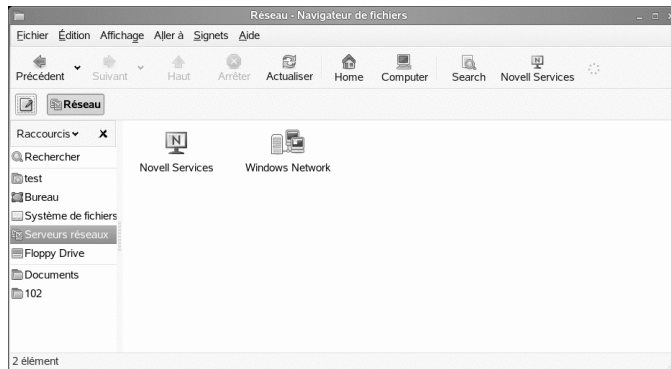 Réseau - Navigateur de fichiers
Fichier Édition Affichage Aller à Signets Aide
Précédent Suivant Haut Arrêter Actualiser Home Computer Search Novell Services
Réseau
Raccourcis
Rechercher
test
Bureau
Système de fichiers
Serveurs réseaux
Floppy Drive
Documents
102
Novell Services Windows Network
2 élément